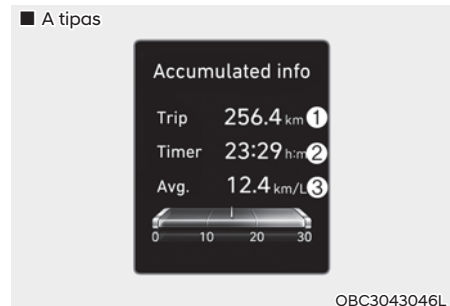 ■ A tipas
Accumulated info
Trip 256.4 km ①
Timer 23:29 h:m ②
Avg. 12.4 km/L ③
0 10 20 30
OBC3043046L